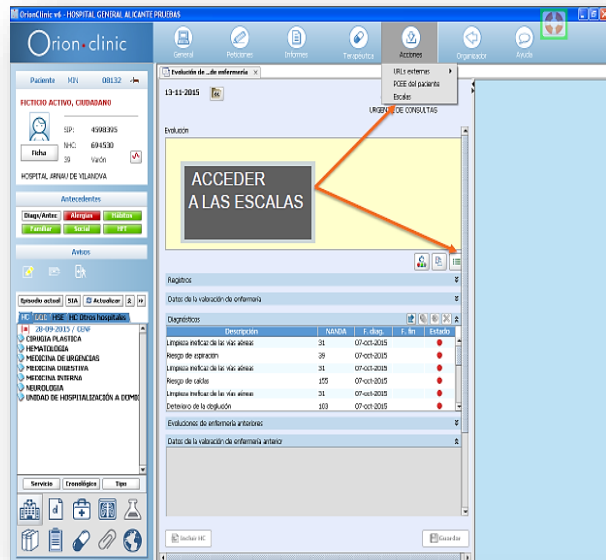 OrionClinic v6 - HOSPITAL GENERAL ALICANTE PRUEBAS
Orion·clinic
General Peticiones Informes Terapéutica Acciones Organizador Ayuda
URLs externas
PCEE del paciente
Escalas
Paciente MIN 08132
FICTICIO ACTIVO, CIUDADANO
SIP: 4598395
NHC: 694530
Ficha 39 Varón
HOSPITAL ARNAU DE VILANOVA
Antecedentes
Diags/Antec Alergias Hábitos
Familiar Social RFI
Avisos
Episodio actual SIA Actualizar
HC CDC HSE HC Otros hospitales
28-09-2015 / CENF
CIRUGIA PLASTICA
HEMATOLOGIA
MEDICINA DE URGENCIAS
MEDICINA DIGESTIVA
MEDICINA INTERNA
NEUROLOGIA
UNIDAD DE HOSPITALIZACIÓN A DOMIC
Servicio Cronológico Tipo
Evolución de ...de enfermería
13-11-2015
DE CONSULTAS
Evolución
ACCEDER
A LAS ESCALAS
Registros
Datos de la valoración de enfermería
Diagnósticos
Descripción NANDA F. diag. F. fin Estado
Limpieza ineficaz de las vías aéreas 31 07-oct-2015
Riesgo de aspiración 39 07-oct-2015
Limpieza ineficaz de las vías aéreas 31 07-oct-2015
Riesgo de caídas 155 07-oct-2015
Limpieza ineficaz de las vías aéreas 31 07-oct-2015
Deterioro de la deglución 103 07-oct-2015
Evoluciones de enfermería anteriores
Datos de la valoración de enfermería anterior
Incluir HC Guardar